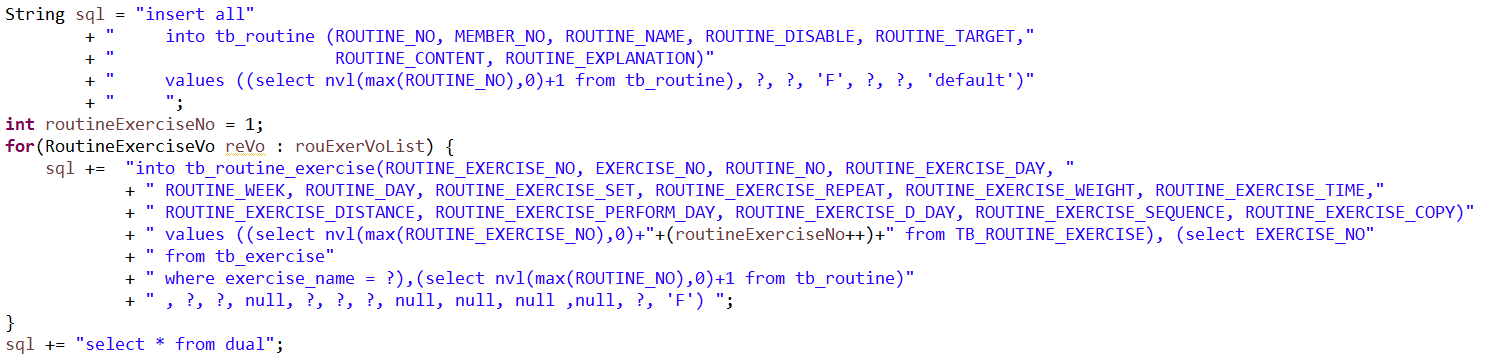 String sql = "insert all"
        + "     into tb_routine (ROUTINE_NO, MEMBER_NO, ROUTINE_NAME, ROUTINE_DISABLE, ROUTINE_TARGET,"
        + "                      ROUTINE_CONTENT, ROUTINE_EXPLANATION)"
        + "     values ((select nvl(max(ROUTINE_NO),0)+1 from tb_routine), ?, ?, 'F', ?, ?, 'default')"
        + "     ";
int routineExerciseNo = 1;
for(RoutineExerciseVo reVo : rouExerVoList) {
    sql +=  "into tb_routine_exercise(ROUTINE_EXERCISE_NO, EXERCISE_NO, ROUTINE_NO, ROUTINE_EXERCISE_DAY, "
            + " ROUTINE_WEEK, ROUTINE_DAY, ROUTINE_EXERCISE_SET, ROUTINE_EXERCISE_REPEAT, ROUTINE_EXERCISE_WEIGHT, ROUTINE_EXERCISE_TIME,"
            + " ROUTINE_EXERCISE_DISTANCE, ROUTINE_EXERCISE_PERFORM_DAY, ROUTINE_EXERCISE_D_DAY, ROUTINE_EXERCISE_SEQUENCE, ROUTINE_EXERCISE_COPY)"
            + " values ((select nvl(max(ROUTINE_EXERCISE_NO),0)+"+(routineExerciseNo++)+" from TB_ROUTINE_EXERCISE), (select EXERCISE_NO"
            + " from tb_exercise"
            + " where exercise_name = ?),(select nvl(max(ROUTINE_NO),0)+1 from tb_routine)"
            + " , ?, ?, null, ?, ?, ?, null, null, null ,null, ?, 'F') ";
}
sql += "select * from dual";